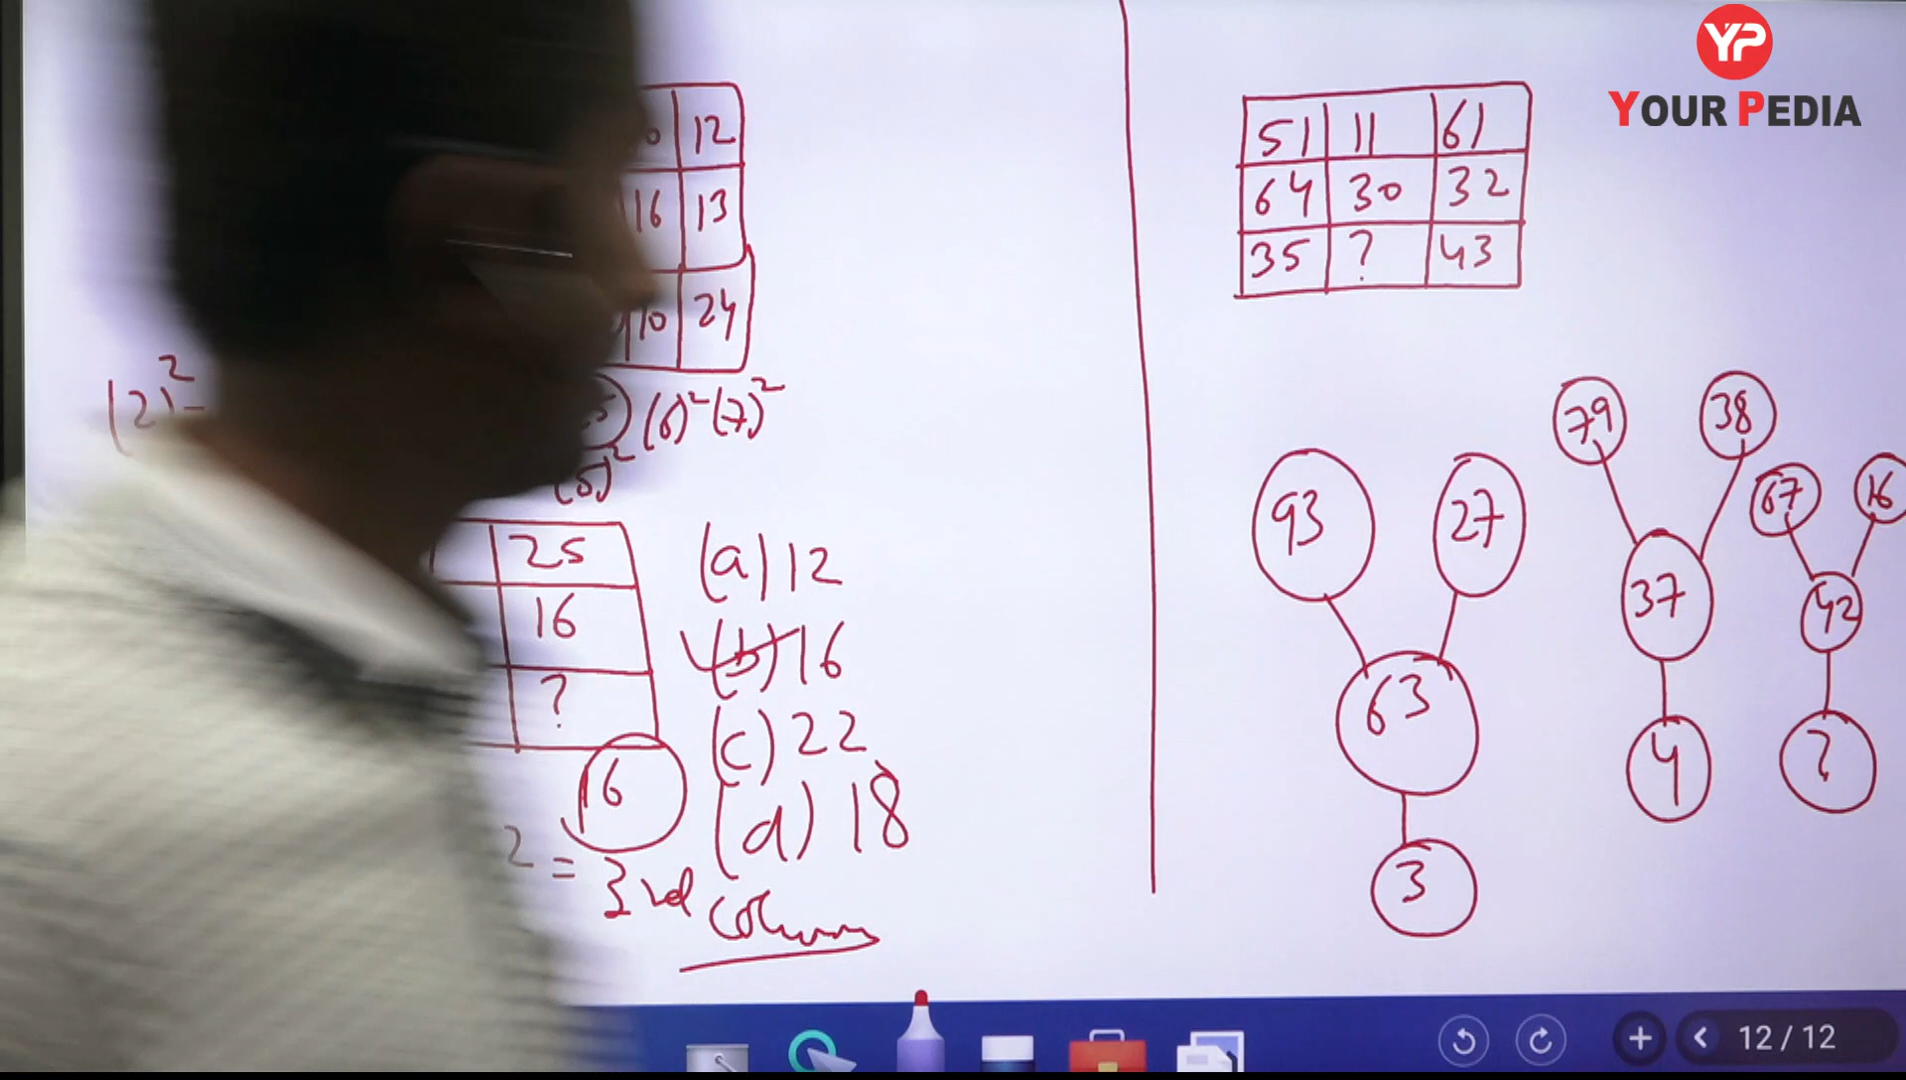 YP
YOUR PEDIA
12
16 13
10 24
(2)²
(6)² (7)²
(5)²
25
16
?
16
2 = 3rd
column
(a) 12
(b) 16
(c) 22
(d) 18
51 11 61
64 30 32
35 ? 43
93 27
63
3
79 38
37
4
67 16
42
?
12 / 12